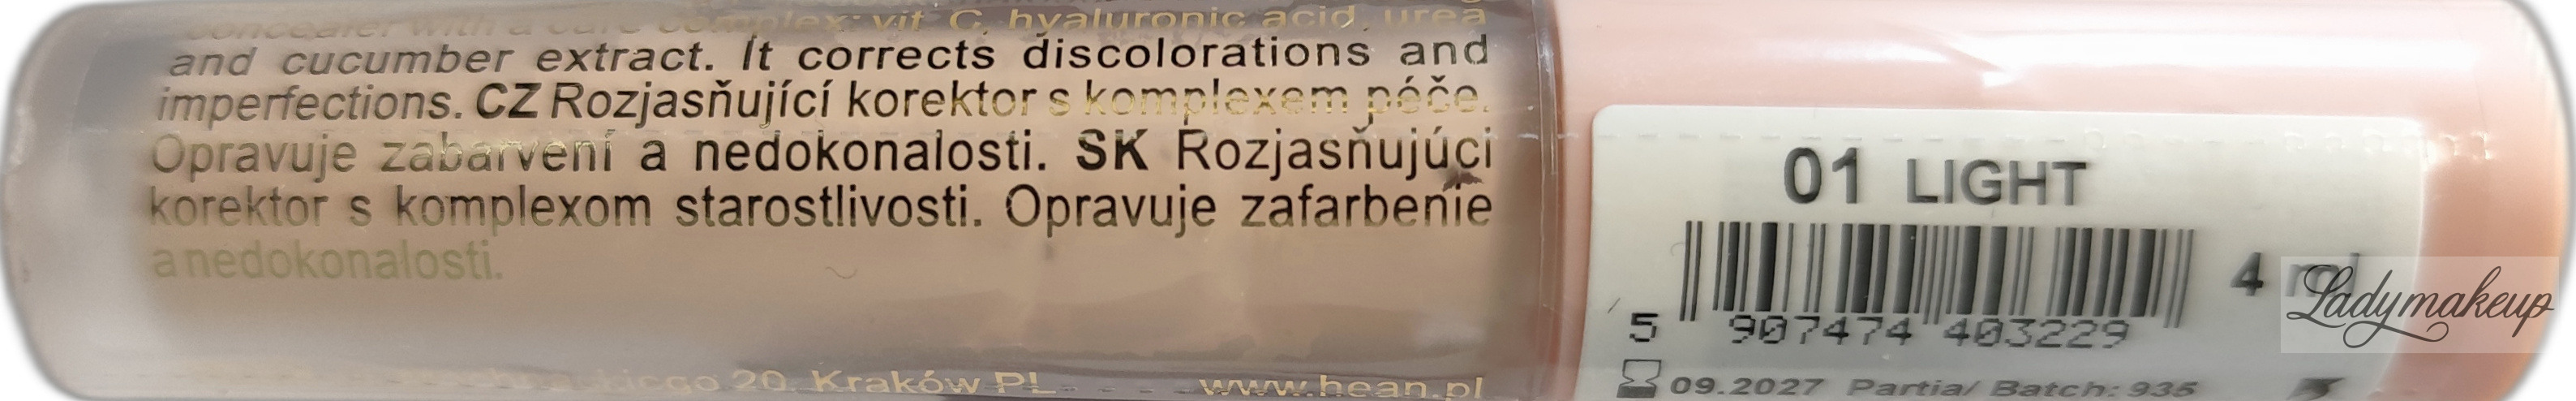 Concealer with a care complex: vit. C, hyaluronic acid, urea
and cucumber extract. It corrects discolorations and
imperfections. CZ Rozjasňující korektor s komplexem péče.
Opravuje zabarvení a nedokonalosti. SK Rozjasňujúci
korektor s komplexom starostlivosti. Opravuje zafarbenie
a nedokonalosti.
20, Kraków PL
www.hean.pl
01 LIGHT
4 ml
5 907474 403229
09.2027 Partia/ Batch: 935
Ladymakeup